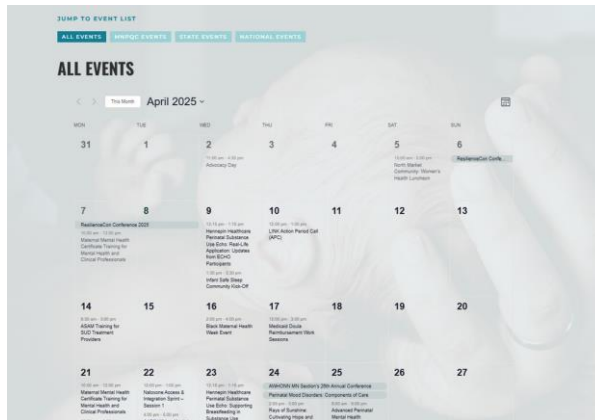 JUMP TO EVENT LIST
ALL EVENTS MNPQC EVENTS STATE EVENTS NATIONAL EVENTS
ALL EVENTS
This Month April 2025
MON TUE WED THU FRI SAT SUN
31 1 2 3 4 5 6
Advocacy Day
North Market
Community: Women's
Health Luncheon
ResilienceCon Confe...
7 8 9 10 11 12 13
ResilienceCon Conference 2025
Maternal Mental Health
Certificate Training for
Mental Health and
Clinical Professionals
Hennepin Healthcare
Perinatal Substance
Use Echo: Real-Life
Application: Updates
from ECHO
Participants
Infant Safe Sleep
Community Kick-Off
LINK Action Period Call
(APC)
14 15 16 17 18 19 20
ASAM Training for
SUD Treatment
Providers
Black Maternal Health
Week Event
Medicaid Doula
Reimbursement Work
Sessions
21 22 23 24 25 26 27
Maternal Mental Health
Certificate Training for
Mental Health and
Clinical Professionals
Naloxone Access &
Integration Sprint –
Session 1
Hennepin Healthcare
Perinatal Substance
Use Echo: Supporting
Breastfeeding in
Substance Use
AWHONN MN Section's 29th Annual Conference
Perinatal Mood Disorders: Components of Care
Rays of Sunshine
Cultivating Hope and
Advanced Perinatal
Mental Health